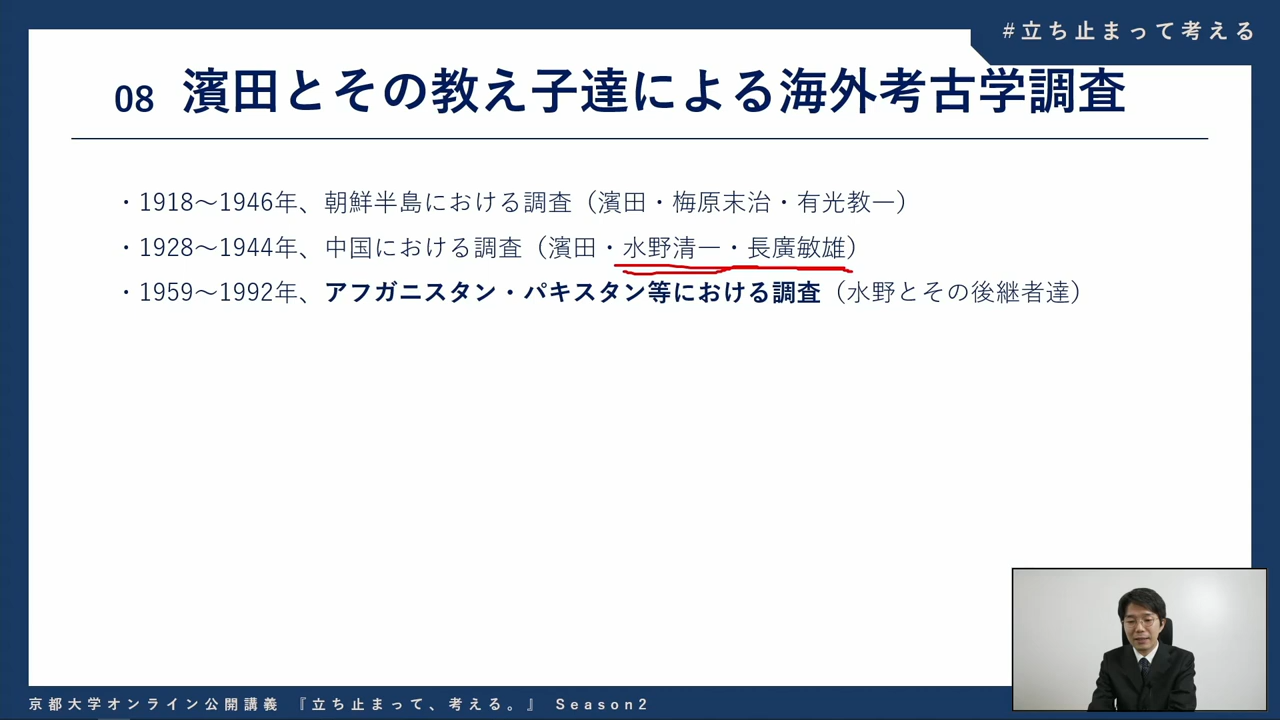 #立ち止まって考える
08 濱田とその教え子達による海外考古学調査
・1918～1946年、朝鮮半島における調査（濱田・梅原末治・有光教一）
・1928～1944年、中国における調査（濱田・水野清一・長廣敏雄）
・1959～1992年、アフガニスタン・パキスタン等における調査（水野とその後継者達）
京都大学オンライン公開講義 『立ち止まって、考える。』 Season2